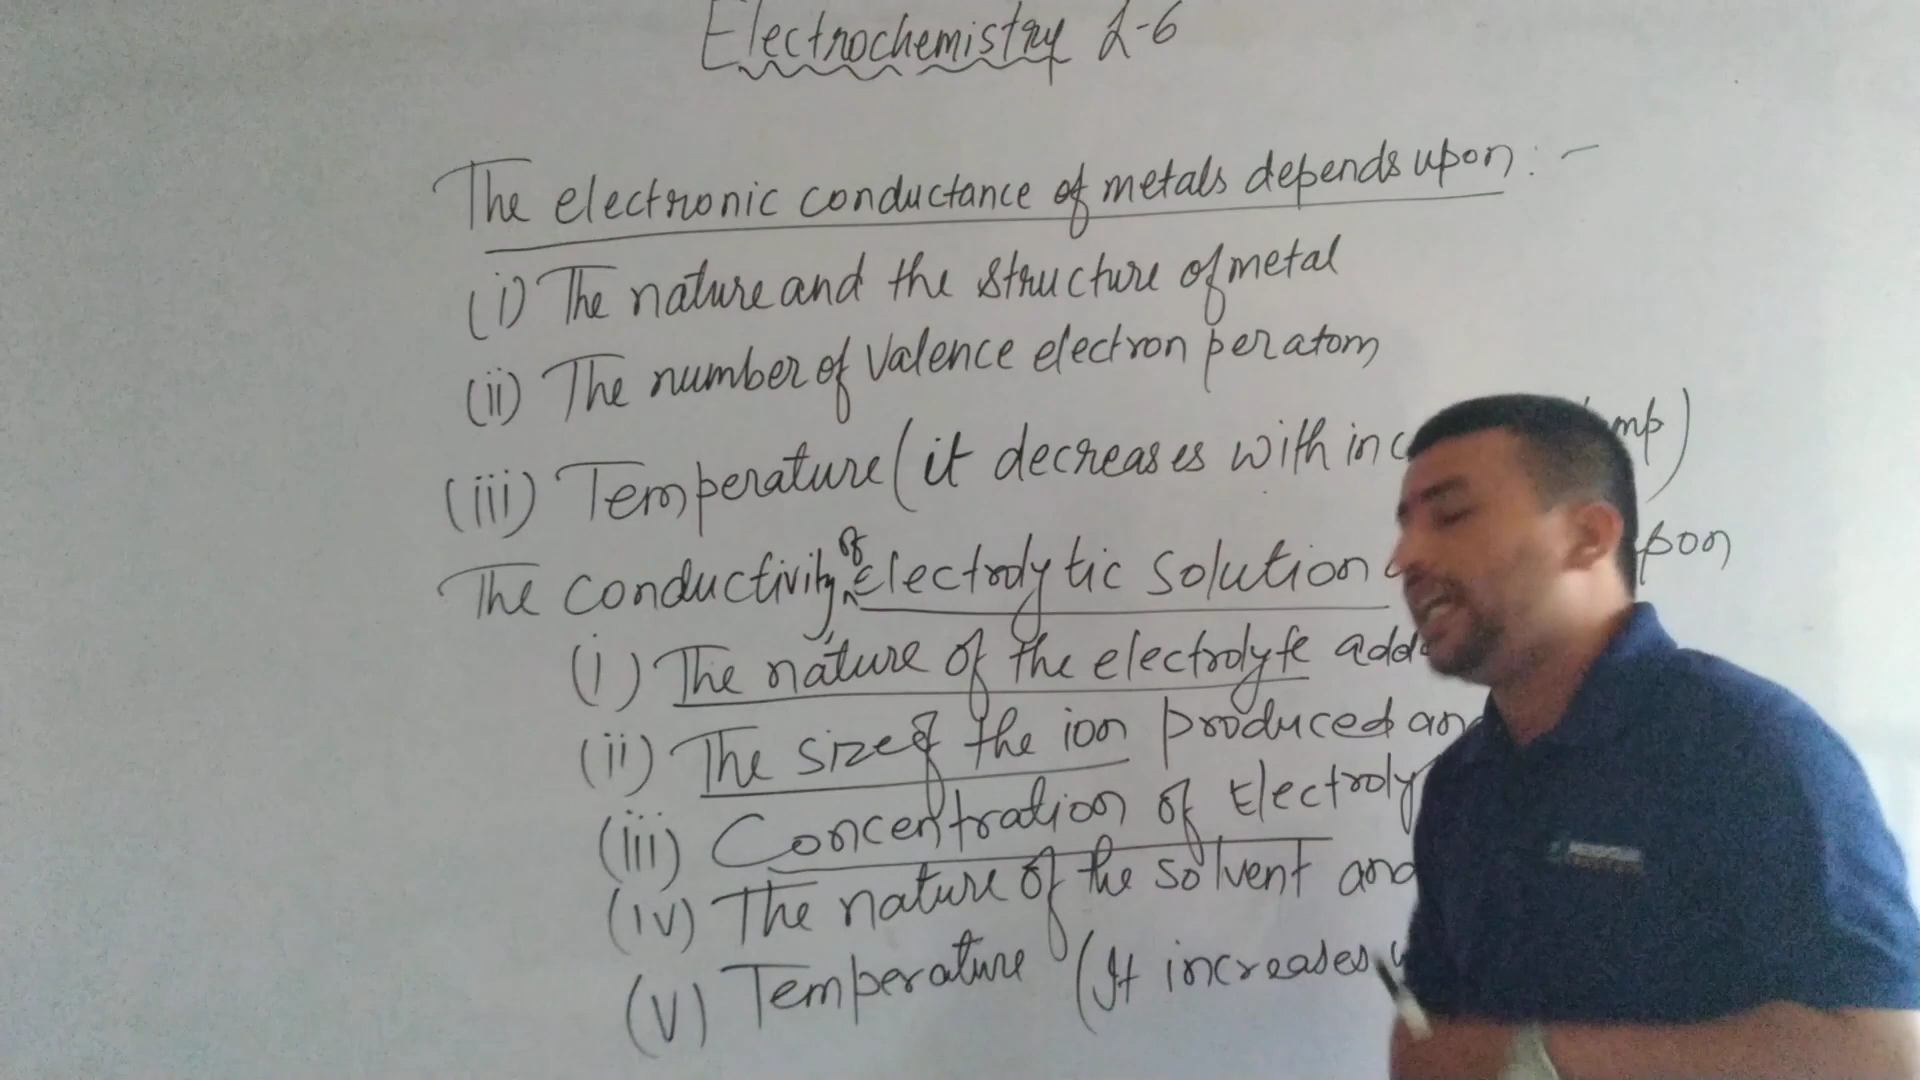 Electrochemistry L-6
The electronic conductance of metals depends upon : -
(i) The nature and the structure of metal
(ii) The number of valence electron per atom
(iii) Temperature (it decreases with inc mp)
The conductivity of electrolytic solution pon
(i) The nature of the electrolyte add
(ii) The size of the ion produced an
(iii) Concentration of Electroly
(iv) The nature of the solvent and
(v) Temperature (It increases